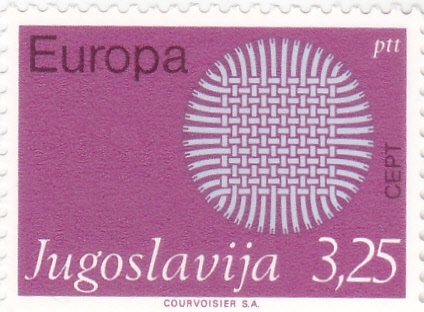 Europa
ptt
CEPT
Jugoslavija 3,25
COURVOISIER S.A.